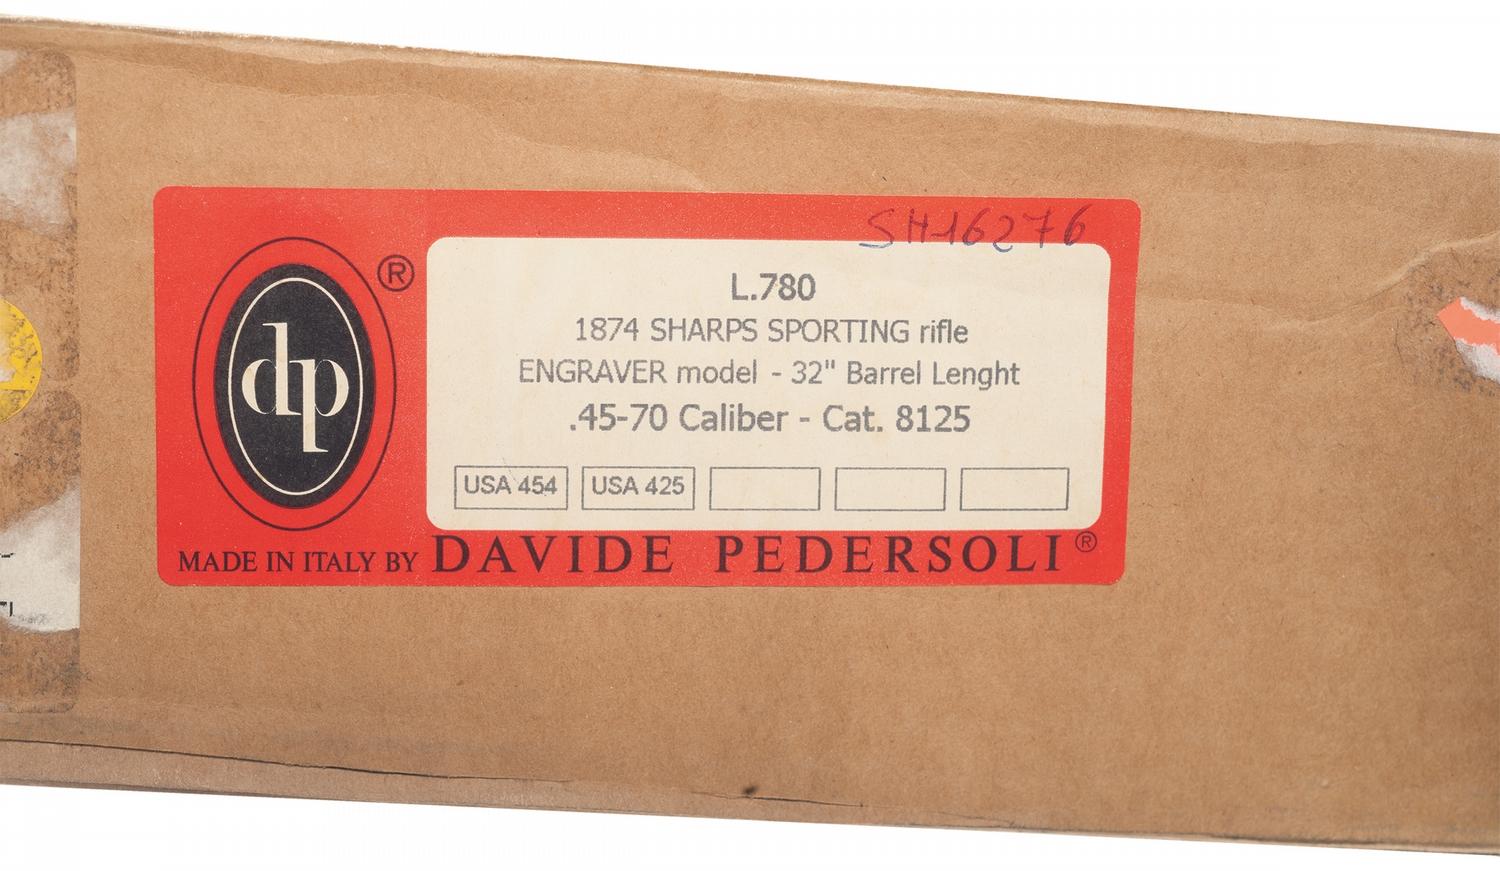 SH16276
dp ®
L.780
1874 SHARPS SPORTING rifle
ENGRAVER model - 32" Barrel Lenght
.45-70 Caliber - Cat. 8125
USA 454 USA 425
MADE IN ITALY BY DAVIDE PEDERSOLI ®